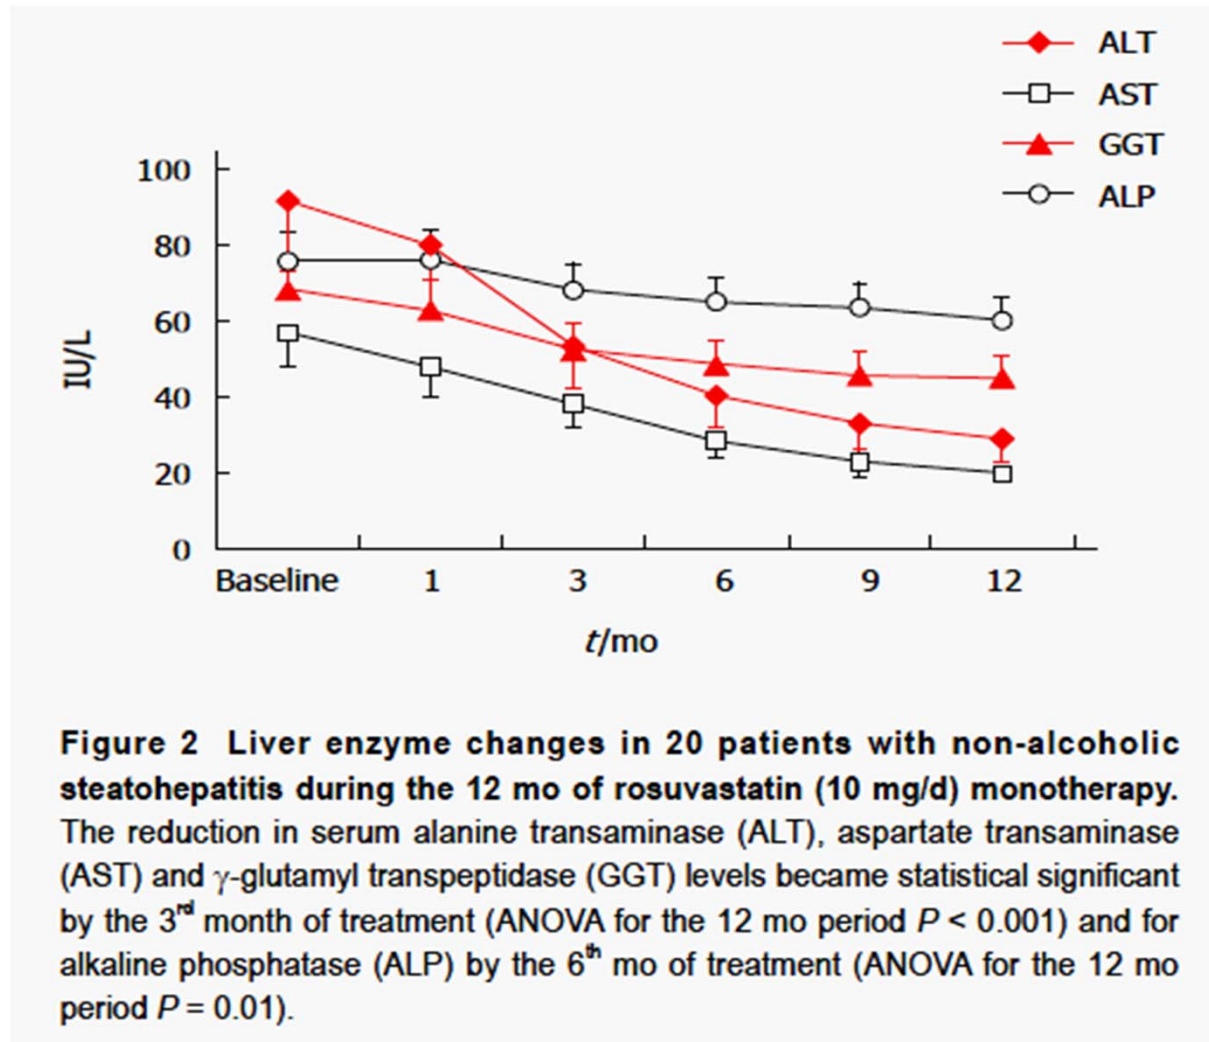 ALT
AST
GGT
ALP
100
80
60
40
20
0
IU/L
Baseline 1 3 6 9 12
t/mo
Figure 2 Liver enzyme changes in 20 patients with non-alcoholic
steatohepatitis during the 12 mo of rosuvastatin (10 mg/d) monotherapy.
The reduction in serum alanine transaminase (ALT), aspartate transaminase
(AST) and γ-glutamyl transpeptidase (GGT) levels became statistical significant
by the 3rd month of treatment (ANOVA for the 12 mo period P < 0.001) and for
alkaline phosphatase (ALP) by the 6th mo of treatment (ANOVA for the 12 mo
period P = 0.01).